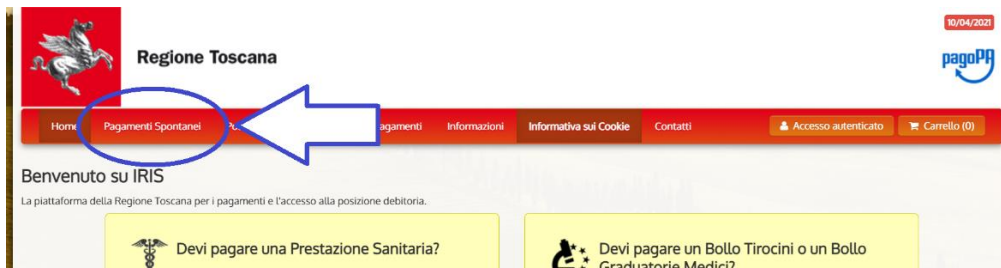 10/04/2021
Regione Toscana
pagoPA
Home Pagamenti Spontanei agamenti Informazioni Informativa sui Cookie Contatti Accesso autenticato Carrello (0)
Benvenuto su IRIS
La piattaforma della Regione Toscana per i pagamenti e l'accesso alla posizione debitoria.
Devi pagare una Prestazione Sanitaria?
Devi pagare un Bollo Tirocini o un Bollo
Graduatorie Medici?